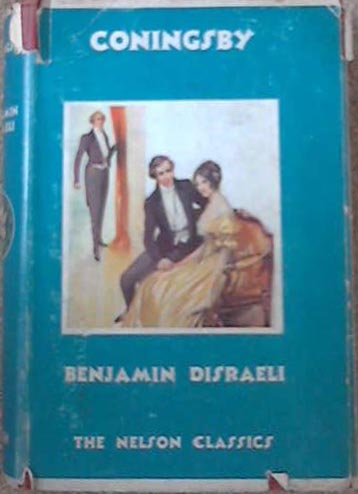 CONINGSBY
BENJAMIN DISRAELI
THE NELSON CLASSICS